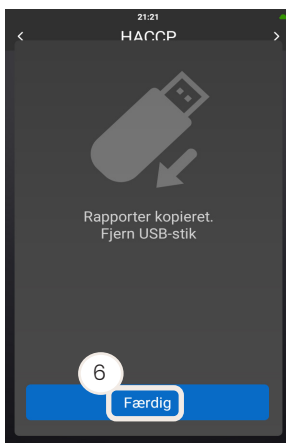 21:21
< HACCP >
Rapporter kopieret.
Fjern USB-stik
6
Færdig